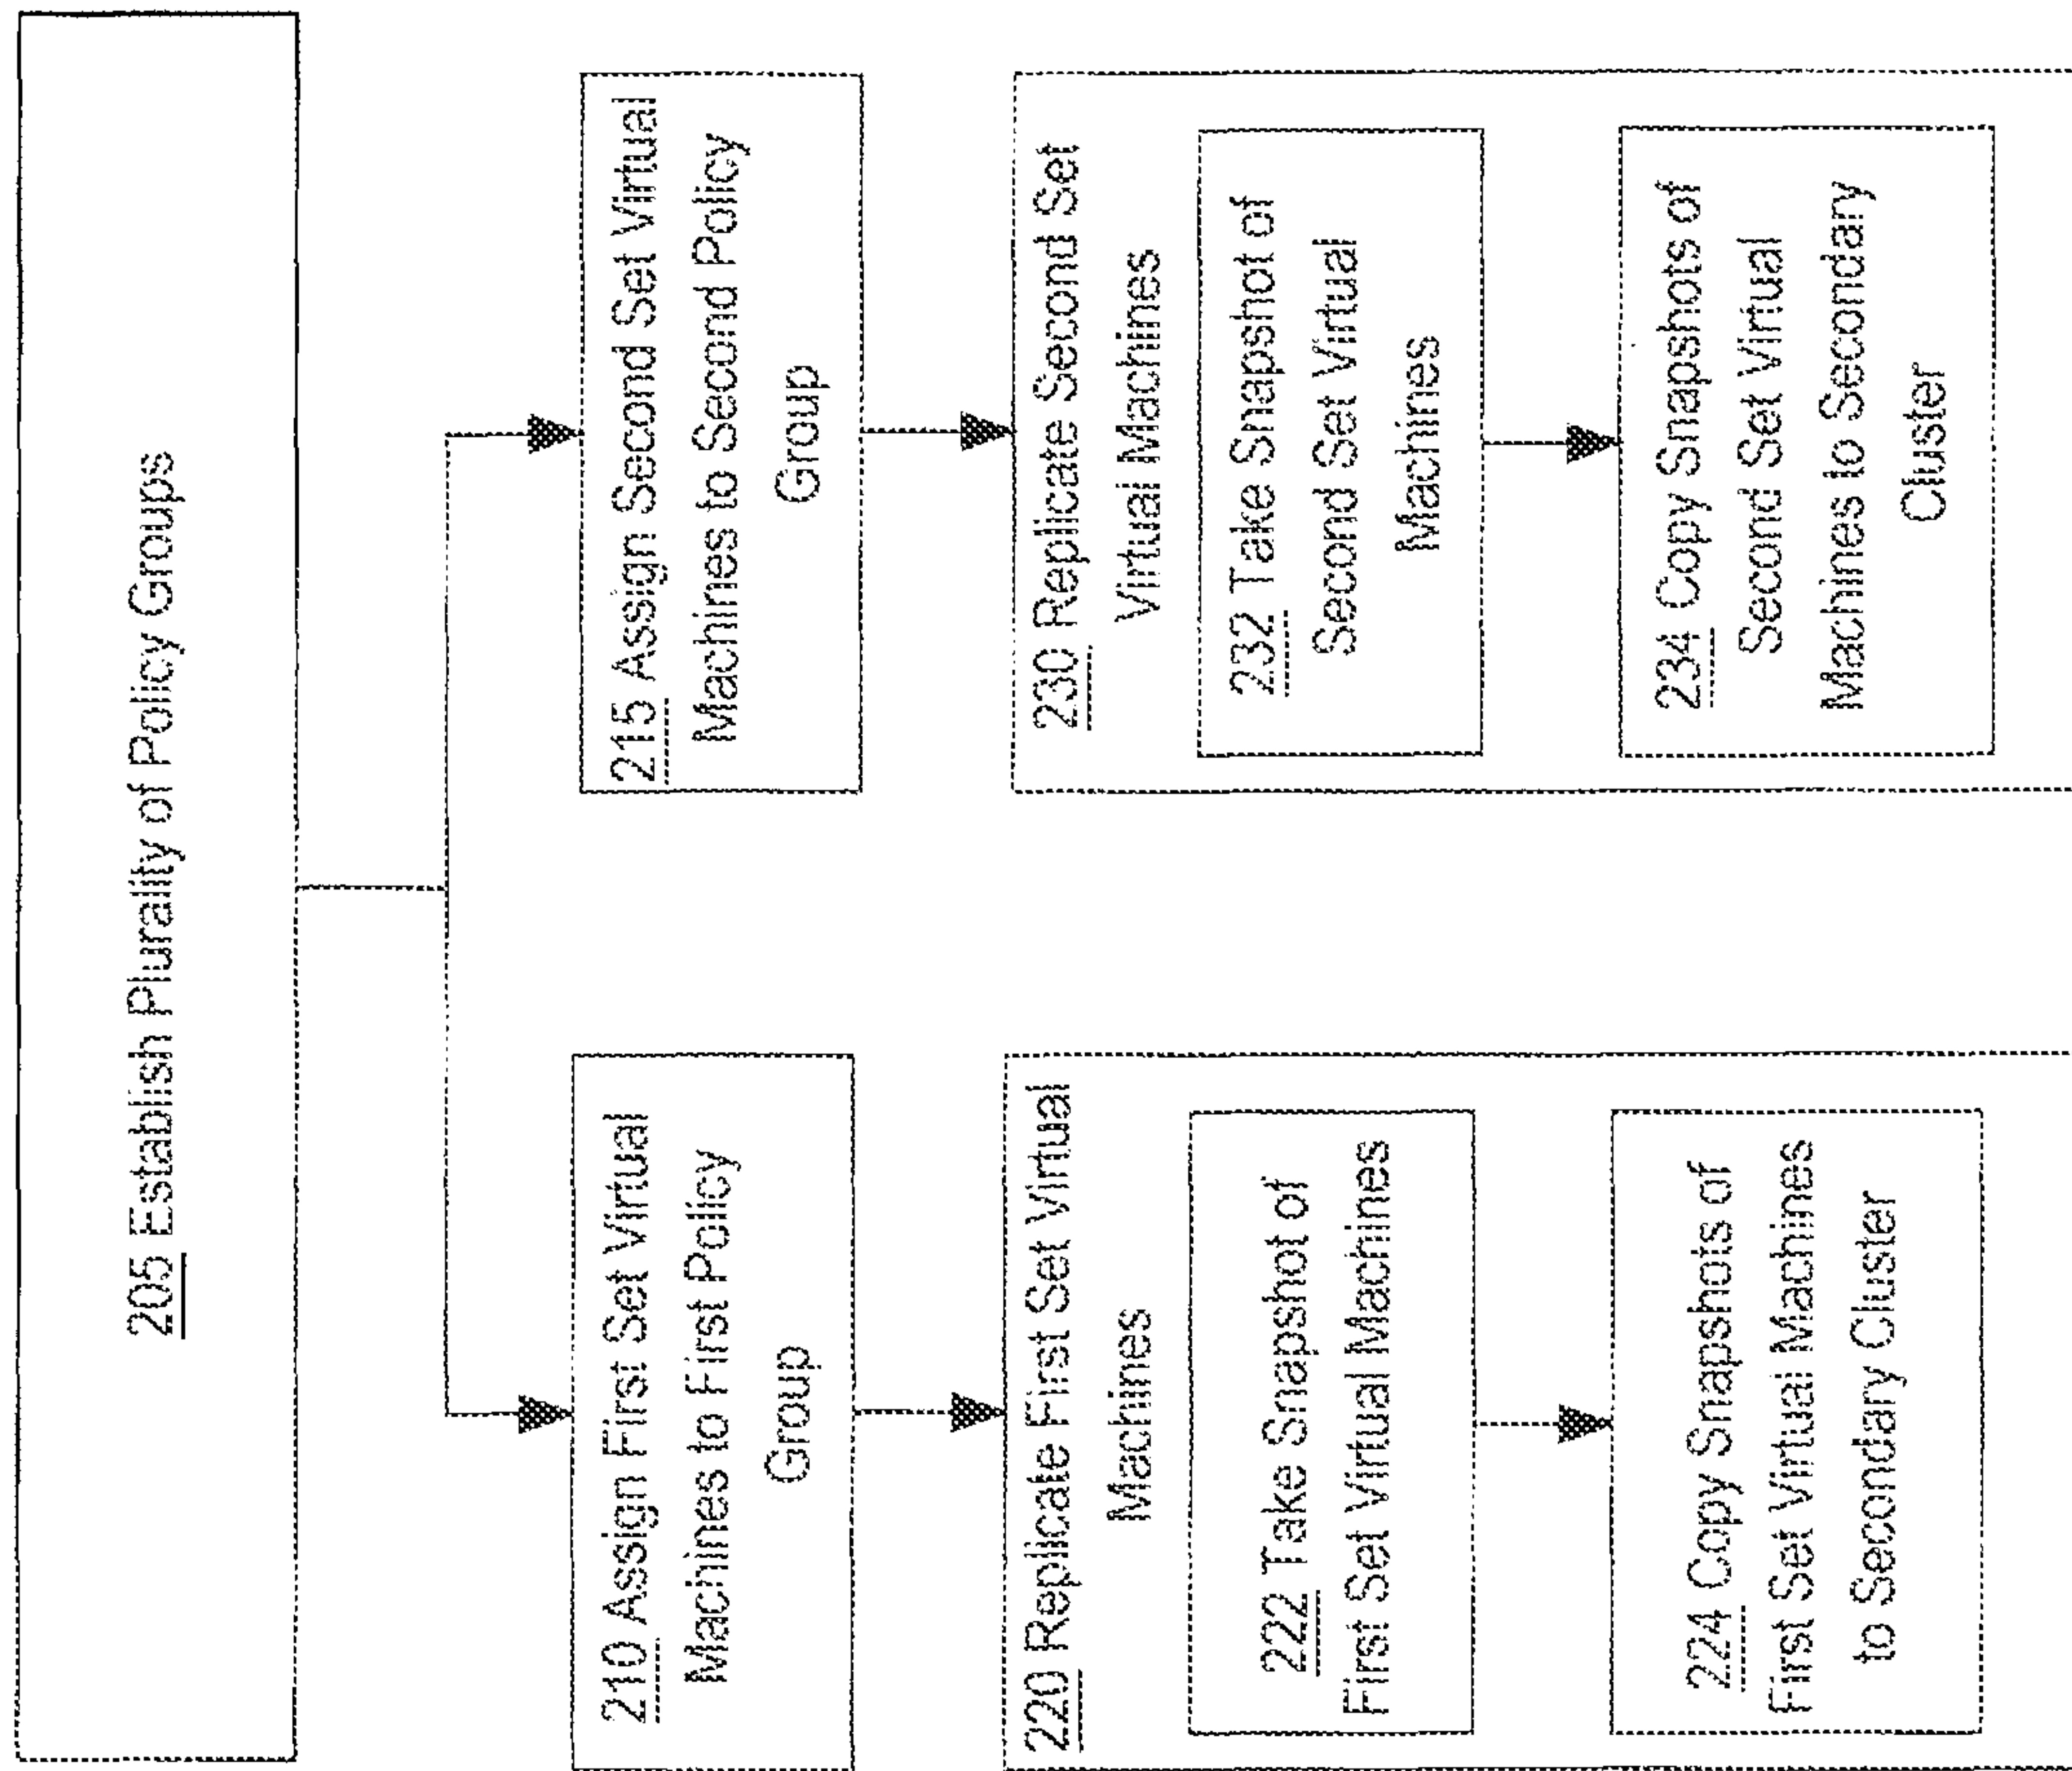 205 Establish Plurality of Policy Groups
210 Assign First Set Virtual
Machines to First Policy
Group
215 Assign Second Set Virtual
Machines to Second Policy
Group
220 Replicate First Set Virtual
Machines
222 Take Snapshot of
First Set Virtual Machines
224 Copy Snapshots of
First Set Virtual Machines
to Secondary Cluster
230 Replicate Second Set
Virtual Machines
232 Take Snapshot of
Second Set Virtual
Machines
234 Copy Snapshots of
Second Set Virtual
Machines to Secondary
Cluster